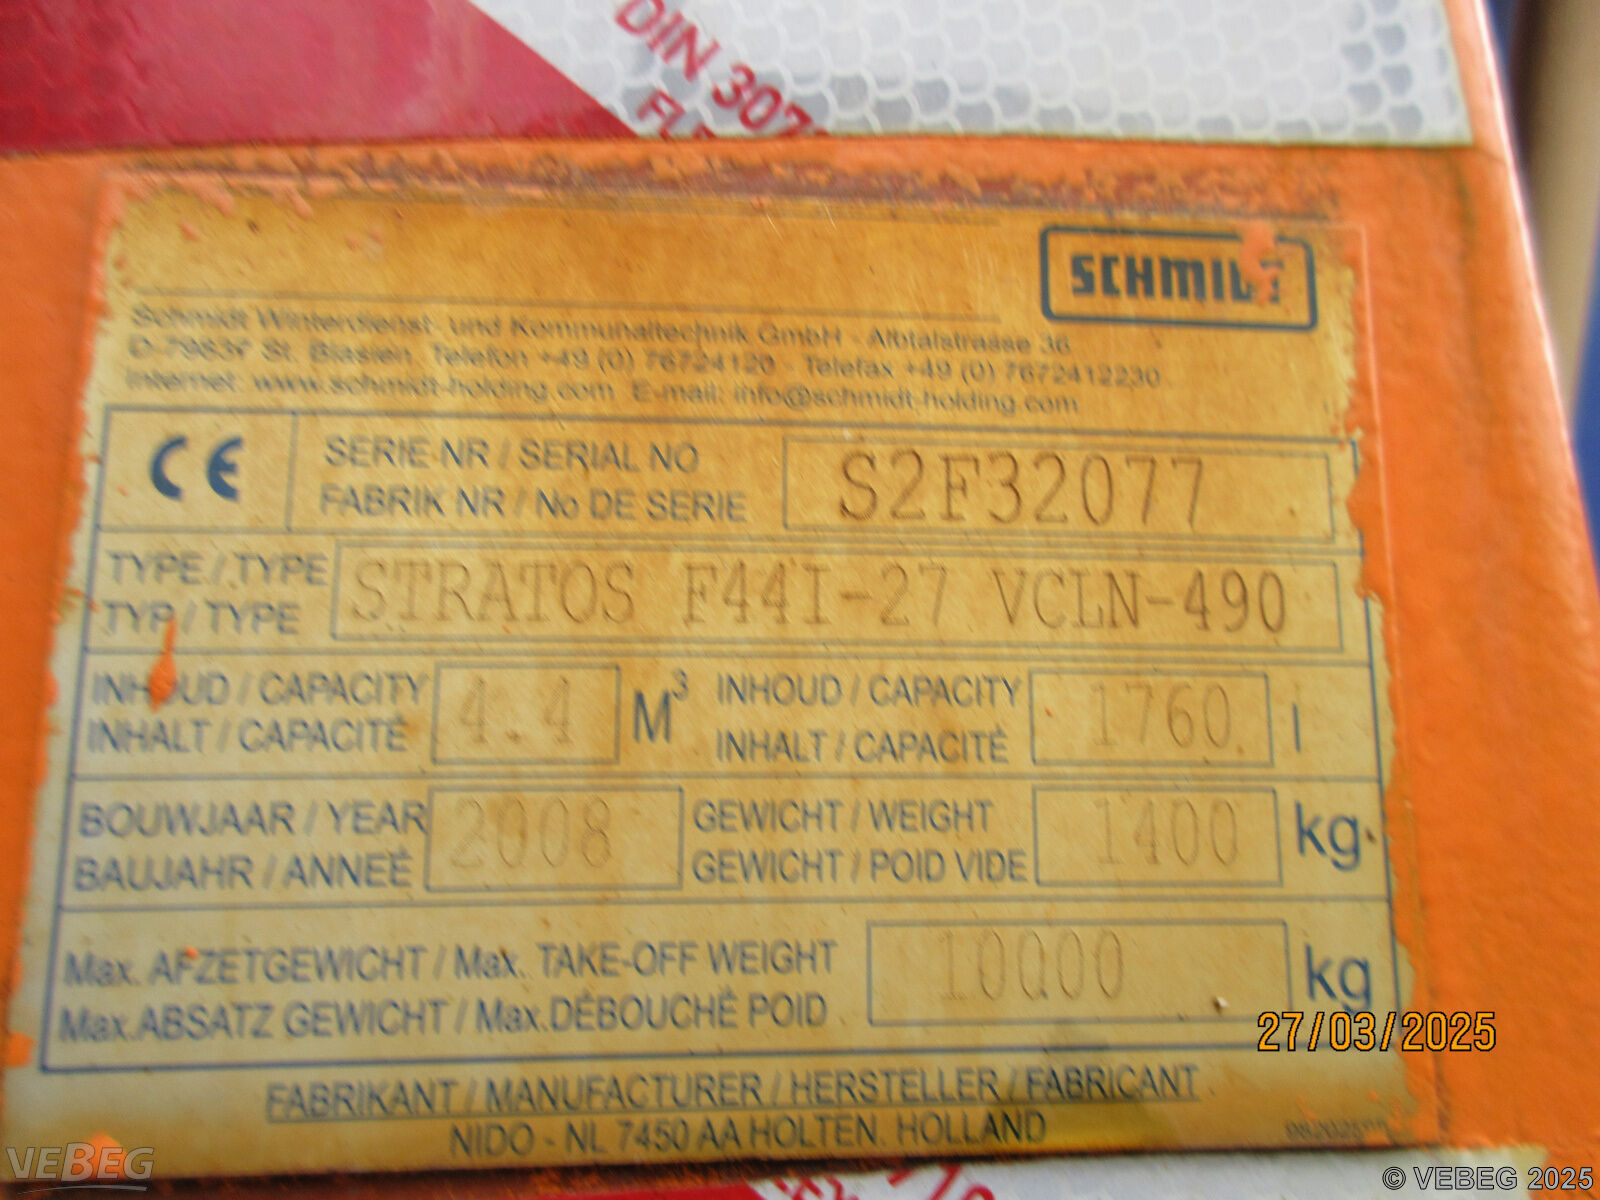 DIN 307
SCHMIDT
Schmidt Winterdienst- und Kommunaltechnik GmbH - Albtalstrasse 36
D-79837 St. Blasien. Telefon +49 (0) 76724120 - Telefax +49 (0) 7672412230
Internet: www.schmidt-holding.com E-mail: info@schmidt-holding.com
CE SERIE NR / SERIAL NO S2F32077
FABRIK NR / No DE SERIE
TYPE / TYPE STRATOS F44I-27 VCLN-490
TYP / TYPE
INHOUD / CAPACITY 4.4 M³ INHOUD / CAPACITY 1760 l
INHALT / CAPACITÉ INHALT / CAPACITÉ
BOUWJAAR / YEAR 2008 GEWICHT / WEIGHT 1400 kg
BAUJAHR / ANNEÉ GEWICHT / POID VIDE
Max. AFZETGEWICHT / Max. TAKE-OFF WEIGHT 10000 kg
Max. ABSATZ GEWICHT / Max. DÉBOUCHÉ POID
27/03/2025
FABRIKANT / MANUFACTURER / HERSTELLER / FABRICANT
NIDO - NL 7450 AA HOLTEN. HOLLAND
VEBEG
© VEBEG 2025